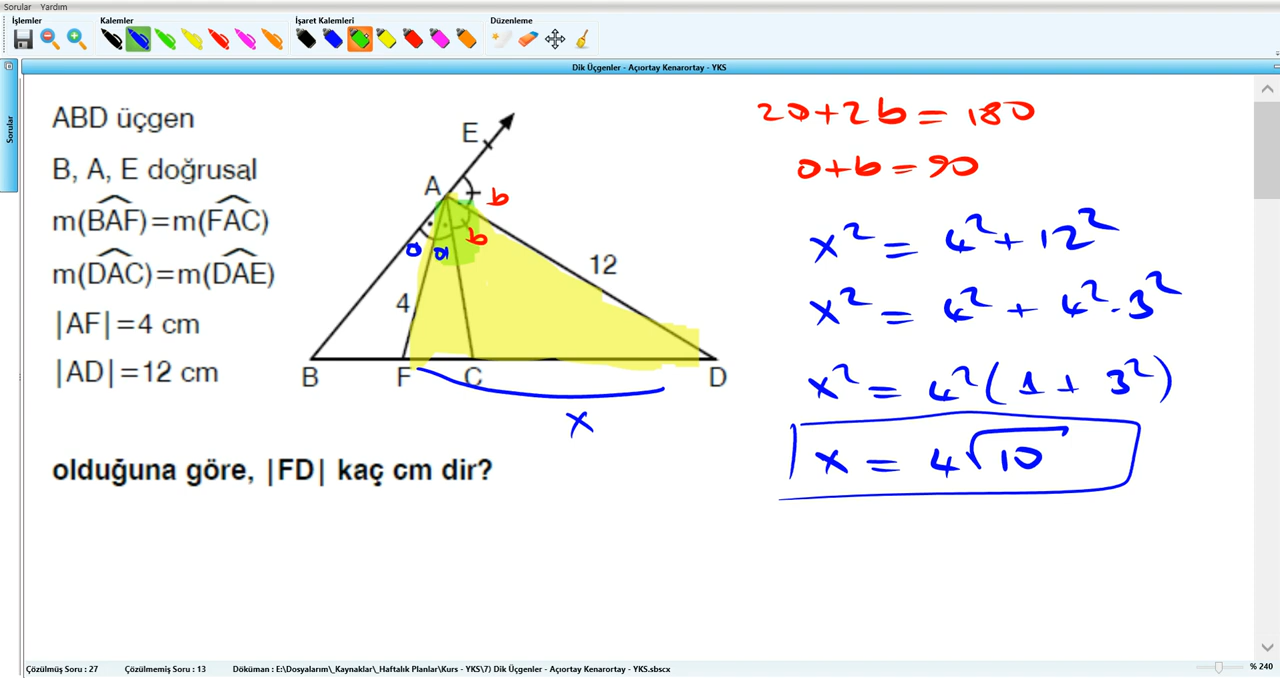 Sorular Yardım
İşlemler Kalemler İşaret Kalemleri Düzenleme
Dik Üçgenler - Açıortay Kenarortay - YKS
Sorular
ABD üçgen
B, A, E doğrusal
m(BAF)=m(FAC)
m(DAC)=m(DAE)
|AF|=4 cm
|AD|=12 cm
E
A
b
a a b
12
4
B F C D
x
olduğuna göre, |FD| kaç cm dir?
2a+2b=180
a+b=90
x²=4²+12²
x²=4²+4²·3²
x²=4²(1+3²)
x=4√10
Çözülmüş Soru : 27 Çözülmemiş Soru : 13 Döküman : E:\Dosyalarım\_Kaynaklar\_Haftalık Planlar\Kurs - YKS\7) Dik Üçgenler - Açıortay Kenarortay - YKS.sbscx % 240